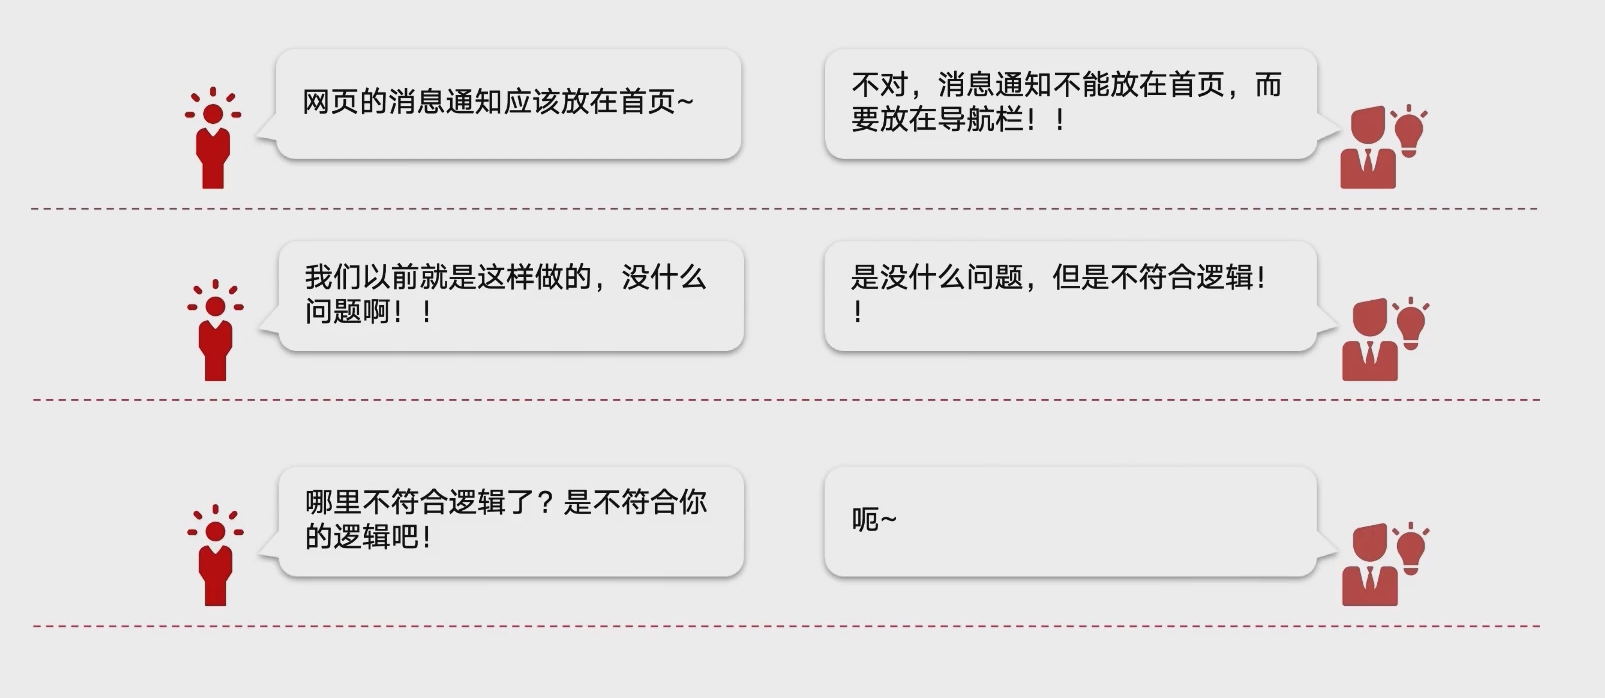 网页的消息通知应该放在首页~
不对，消息通知不能放在首页，而
要放在导航栏！！
我们以前就是这样做的，没什么
问题啊！！
是没什么问题，但是不符合逻辑！
！
哪里不符合逻辑了？是不符合你
的逻辑吧！
呃~